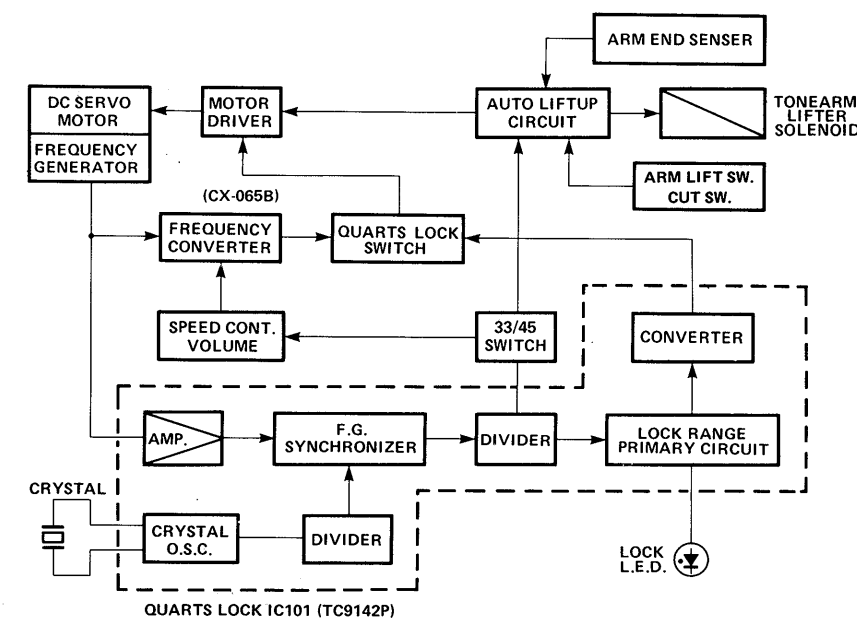 ARM END SENSER
DC SERVO
MOTOR
FREQUENCY
GENERATOR
MOTOR
DRIVER
AUTO LIFTUP
CIRCUIT
TONEARM
LIFTER
SOLENOID
ARM LIFT SW.
CUT SW.
(CX-065B)
FREQUENCY
CONVERTER
QUARTS LOCK
SWITCH
SPEED CONT.
VOLUME
33/45
SWITCH
CONVERTER
AMP.
F.G.
SYNCHRONIZER
DIVIDER
LOCK RANGE
PRIMARY CIRCUIT
CRYSTAL
CRYSTAL
O.S.C.
DIVIDER
LOCK
L.E.D.
QUARTS LOCK IC101 (TC9142P)